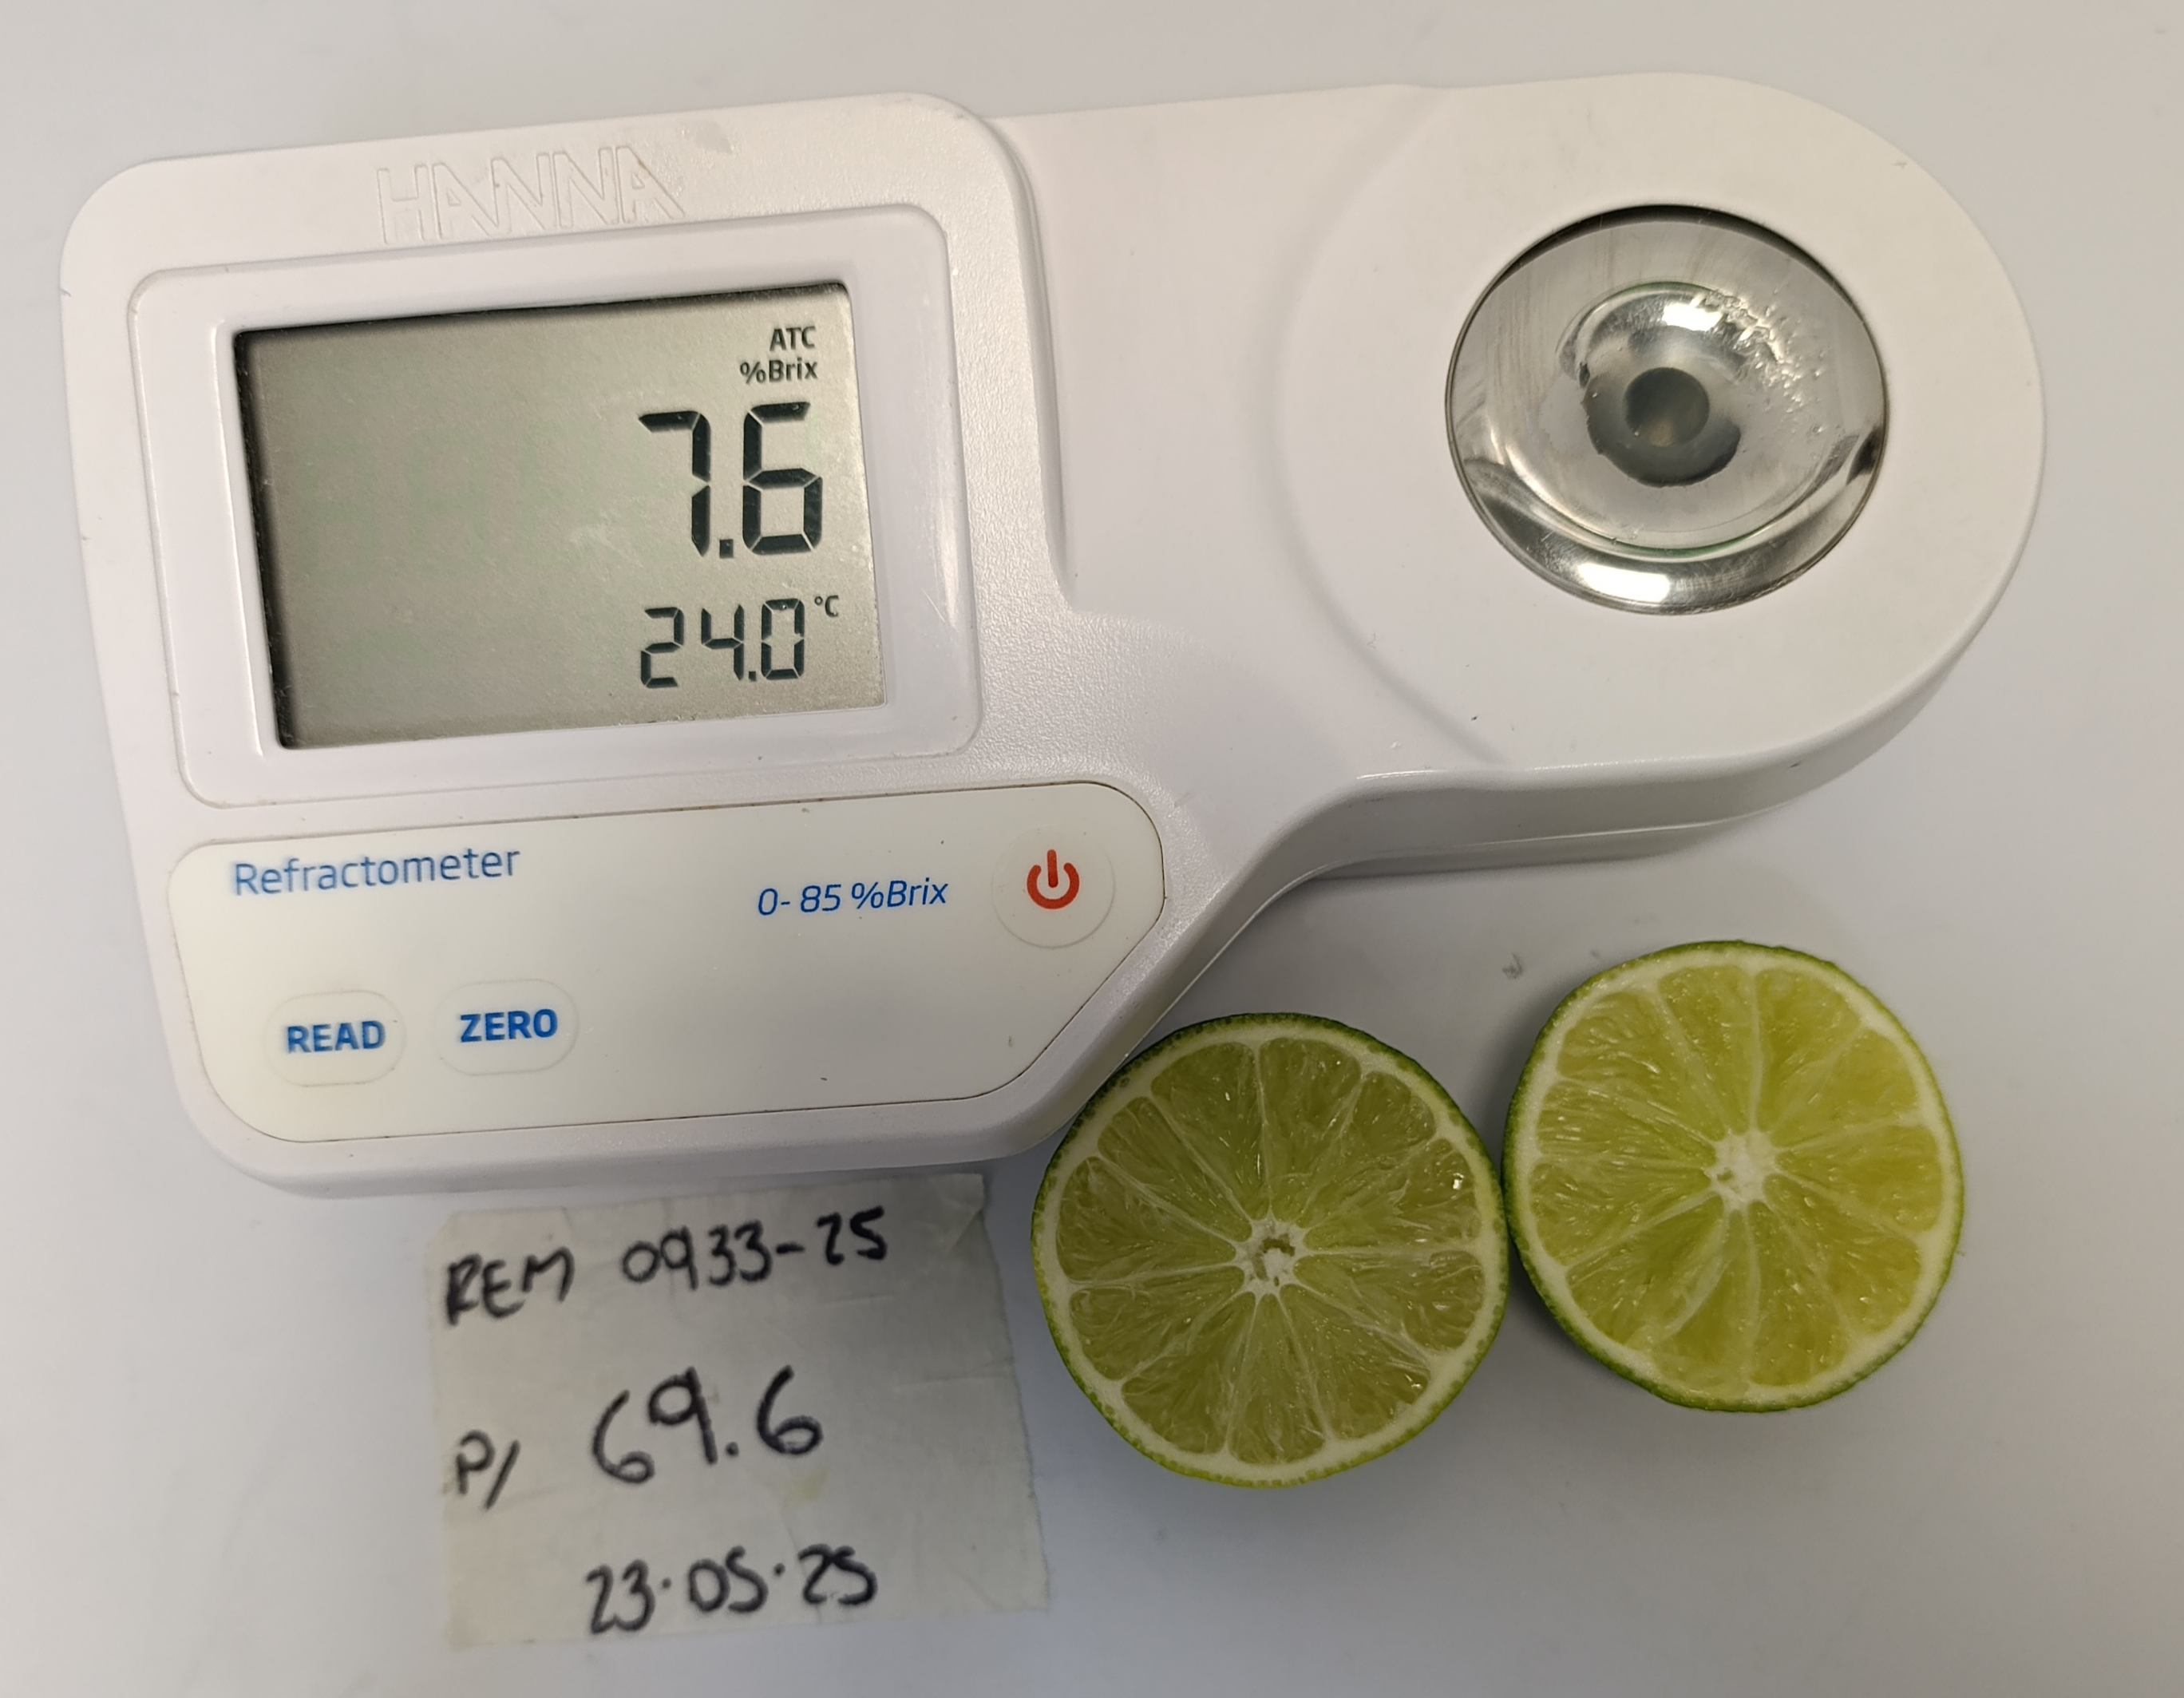 HANNA
ATC
%Brix
7.6
24.0 °C
Refractometer
0-85 %Brix
READ ZERO
REM 0933-25
P/ 69.6
23.05.25